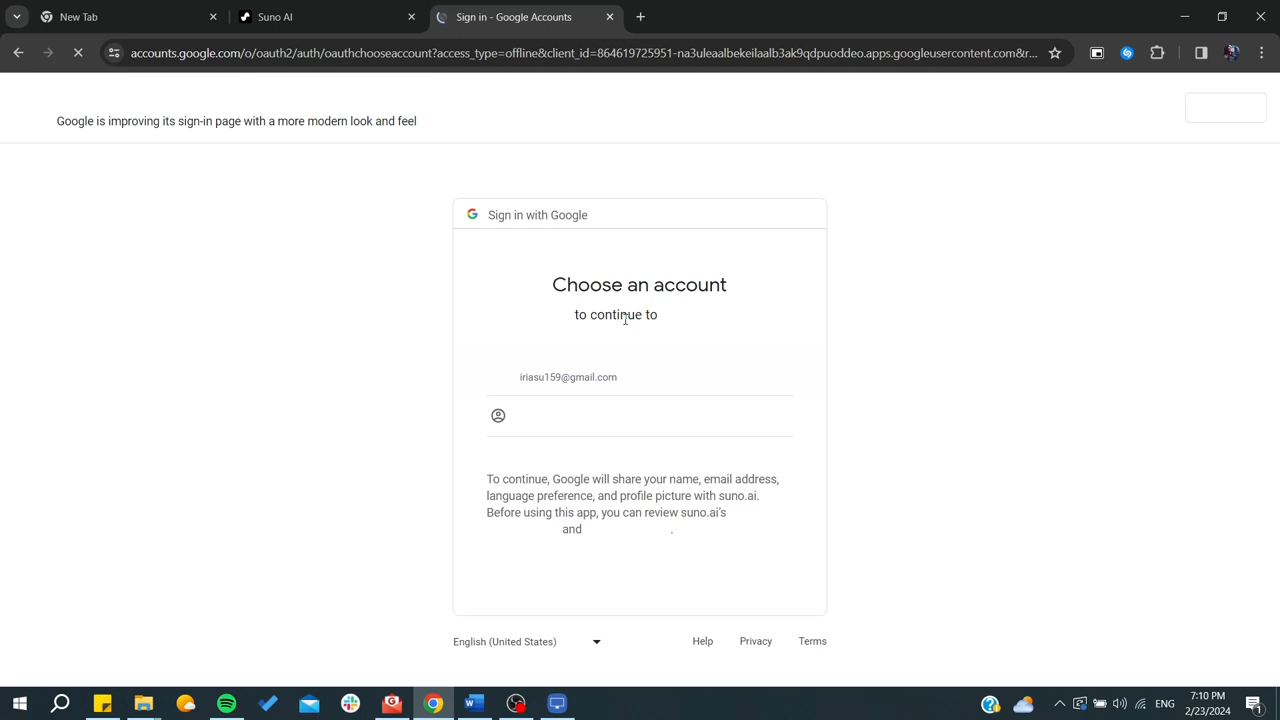 New Tab
Suno AI
Sign in - Google Accounts
accounts.google.com/o/oauth2/auth/oauthchooseaccount?access_type=offline&client_id=864619725951-na3uleaalbekeilaalb3ak9qdpuoddeo.apps.googleusercontent.com&r...
Google is improving its sign-in page with a more modern look and feel
Sign in with Google
Choose an account
to continue to
iriasu159@gmail.com
To continue, Google will share your name, email address,
language preference, and profile picture with suno.ai.
Before using this app, you can review suno.ai's
and .
English (United States)
Help
Privacy
Terms
ENG
7:10 PM
2/23/2024
1